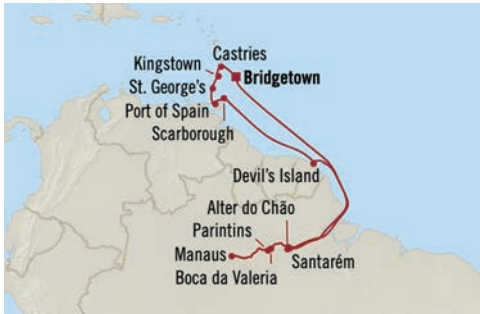 Castries
Kingstown
Bridgetown
St. George's
Port of Spain
Scarborough
Devil's Island
Alter do Chão
Parintins
Manaus
Santarém
Boca da Valeria